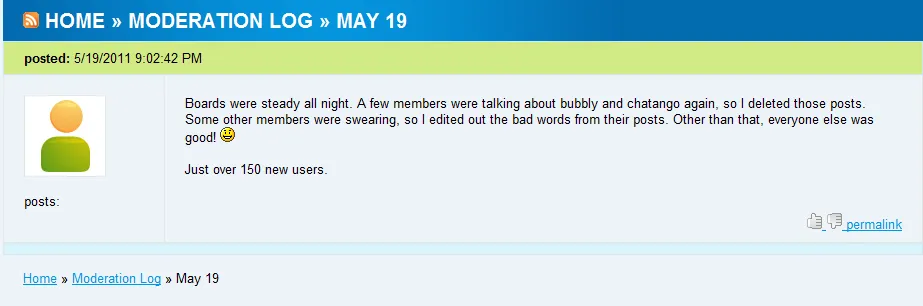 HOME » MODERATION LOG » MAY 19
posted: 5/19/2011 9:02:42 PM
Boards were steady all night. A few members were talking about bubbly and chatango again, so I deleted those posts.
Some other members were swearing, so I edited out the bad words from their posts. Other than that, everyone else was
good!
Just over 150 new users.
posts:
permalink
Home » Moderation Log » May 19